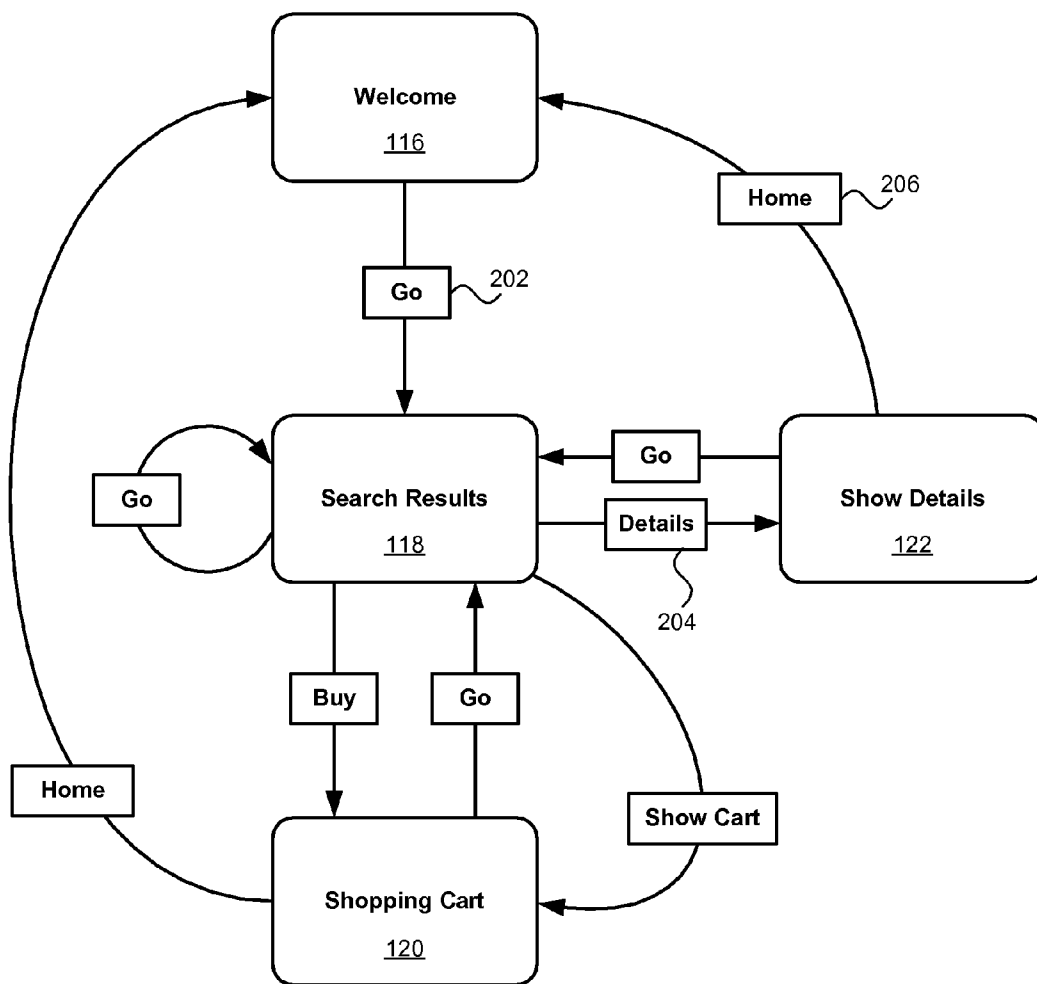 Welcome
116
Home
206
Go
202
Go
Search Results
118
Go
Details
204
Show Details
122
Buy
Go
Home
Show Cart
Shopping Cart
120